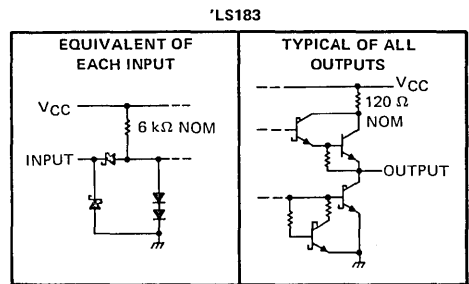 'LS183
EQUIVALENT OF
EACH INPUT
VCC
6 kΩ NOM
INPUT
TYPICAL OF ALL
OUTPUTS
VCC
120 Ω
NOM
OUTPUT